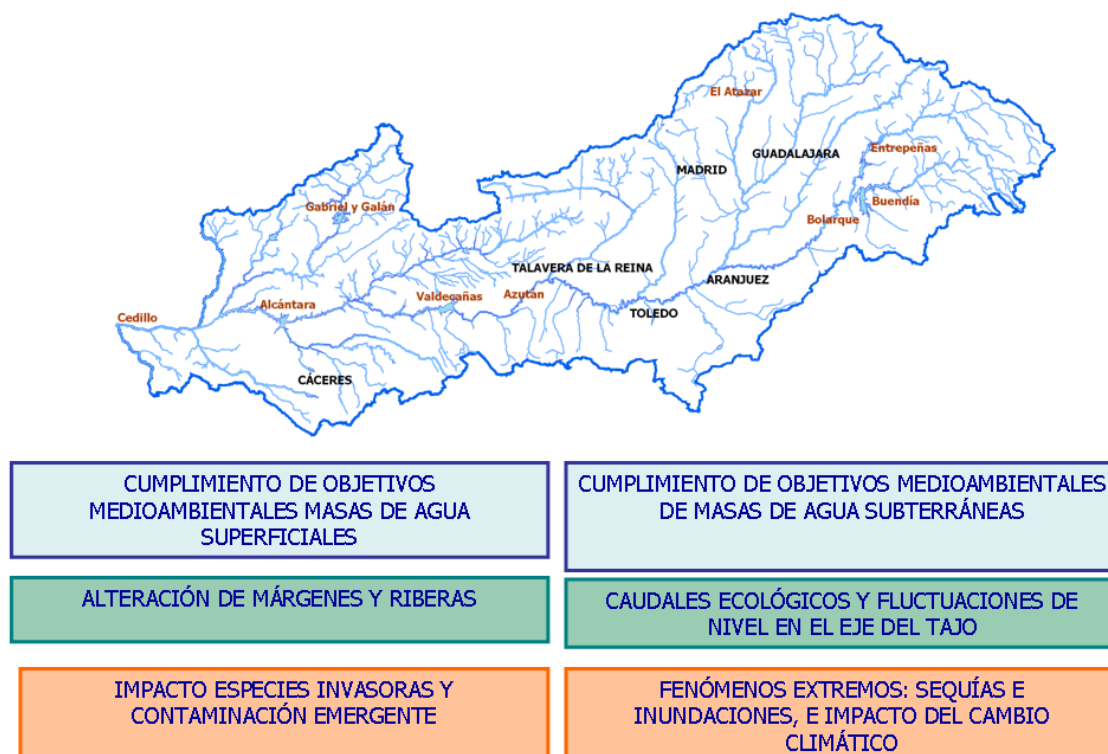 El Atazar
GUADALAJARA
Entrepeñas
MADRID
Buendía
Gabriel y Galán
Bolarque
TALAVERA DE LA REINA
ARANJUEZ
Valdecañas
Azután
Alcántara
TOLEDO
Cedillo
CÁCERES
CUMPLIMIENTO DE OBJETIVOS
MEDIOAMBIENTALES MASAS DE AGUA
SUPERFICIALES
CUMPLIMIENTO DE OBJETIVOS MEDIOAMBIENTALES
DE MASAS DE AGUA SUBTERRÁNEAS
ALTERACIÓN DE MÁRGENES Y RIBERAS
CAUDALES ECOLÓGICOS Y FLUCTUACIONES DE
NIVEL EN EL EJE DEL TAJO
IMPACTO ESPECIES INVASORAS Y
CONTAMINACIÓN EMERGENTE
FENÓMENOS EXTREMOS: SEQUÍAS E
INUNDACIONES, E IMPACTO DEL CAMBIO
CLIMÁTICO